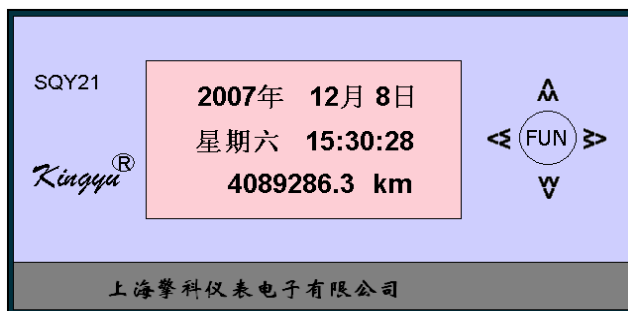 SQY21
2007年 12月 8日
星期六 15:30:28
4089286.3 km
Kingyu®
FUN
上海擎科仪表电子有限公司